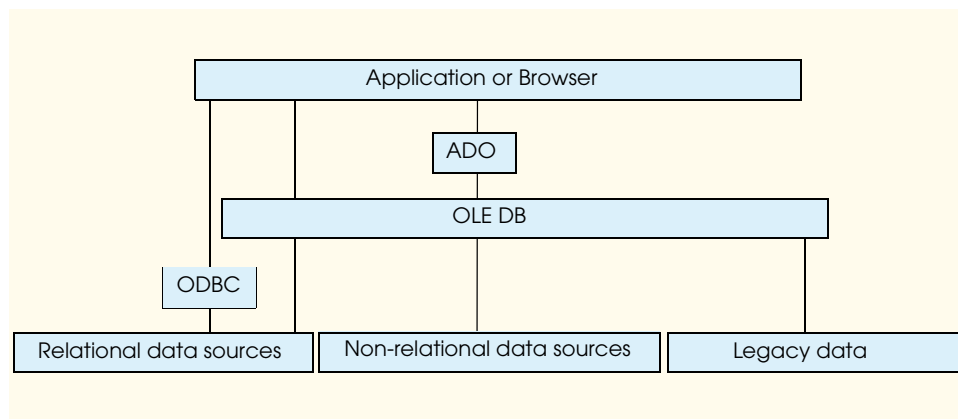 Application or Browser
ADO
OLE DB
ODBC
Relational data sources
Non-relational data sources
Legacy data